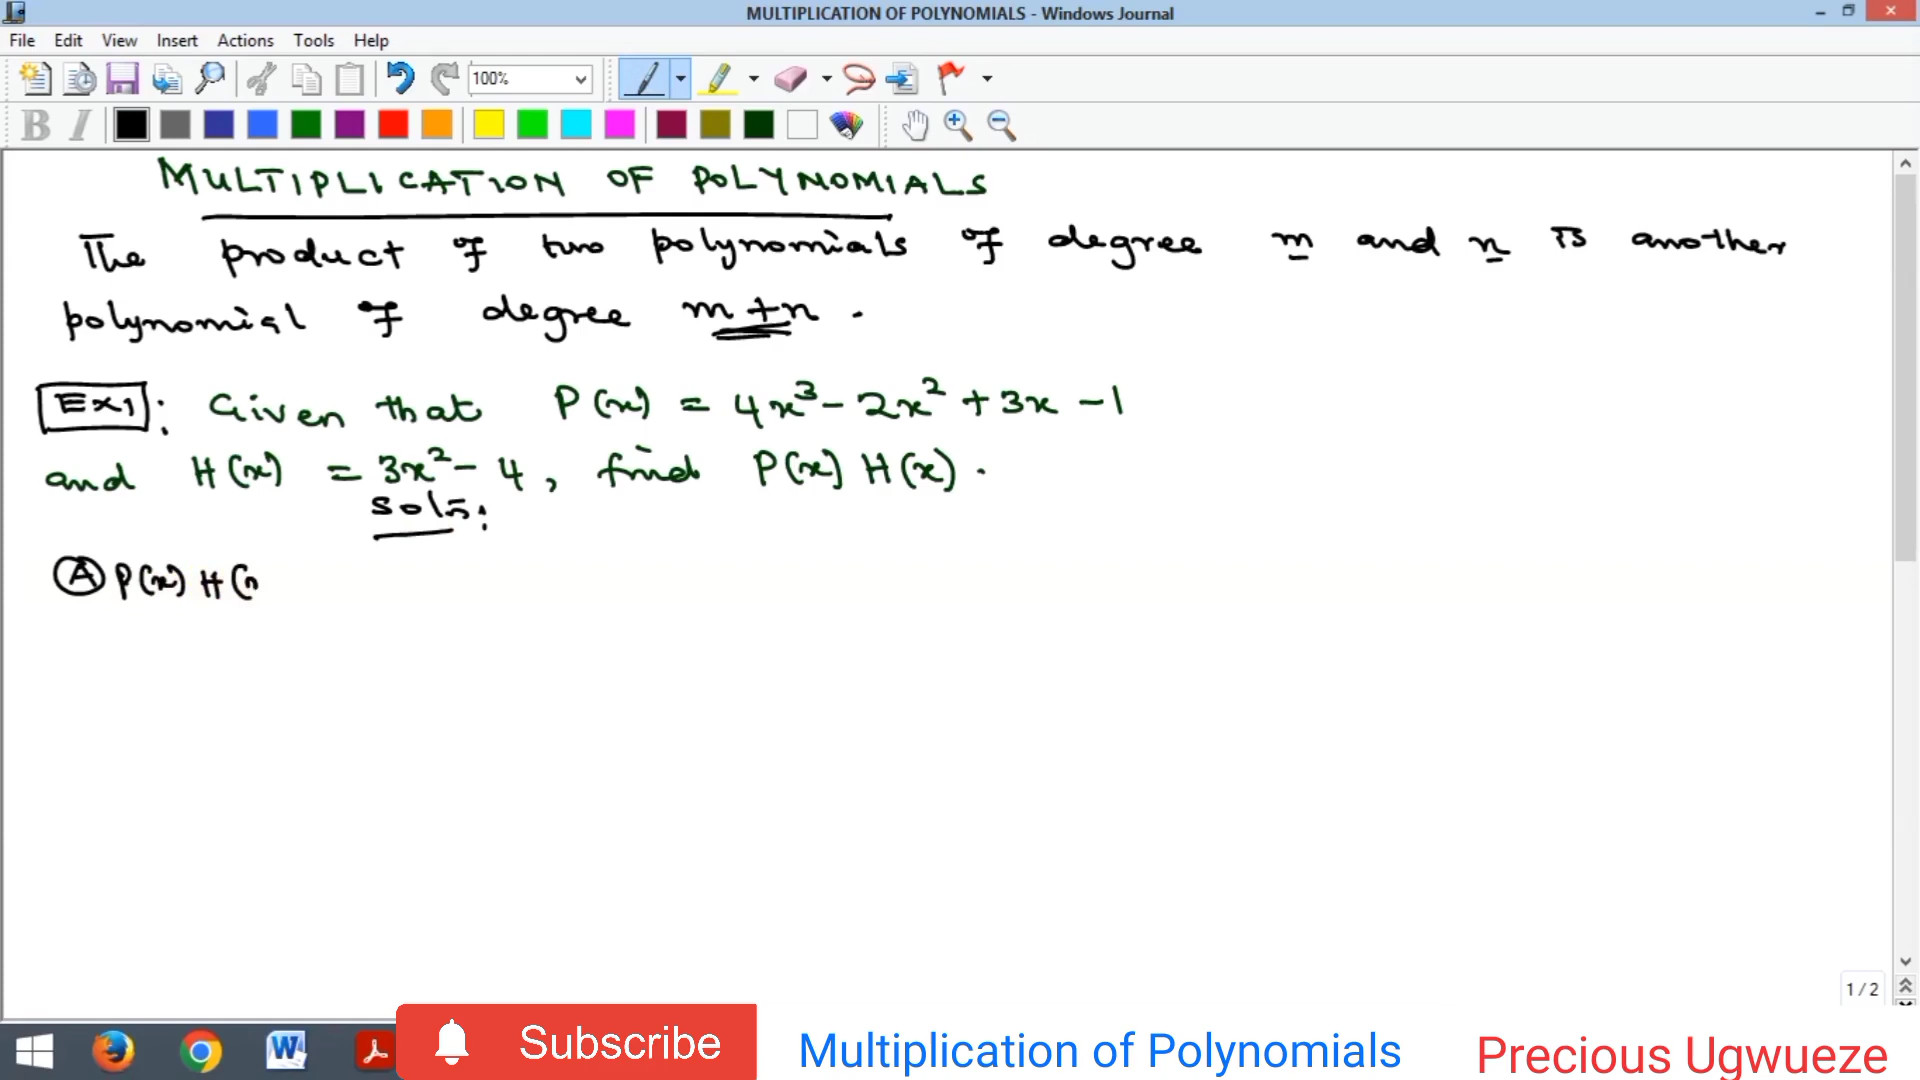 MULTIPLICATION OF POLYNOMIALS - Windows Journal
File Edit View Insert Actions Tools Help
100%
B I
MULTIPLICATION OF POLYNOMIALS
The product of two polynomials of degree m and n is another
polynomial of degree m+n.
Ex1: Given that P(x) = 4x³ - 2x² + 3x - 1
and H(x) = 3x² - 4, find P(x) H(x).
Soln:
A P(x) H(
1 / 2
Subscribe
Multiplication of Polynomials
Precious Ugwueze